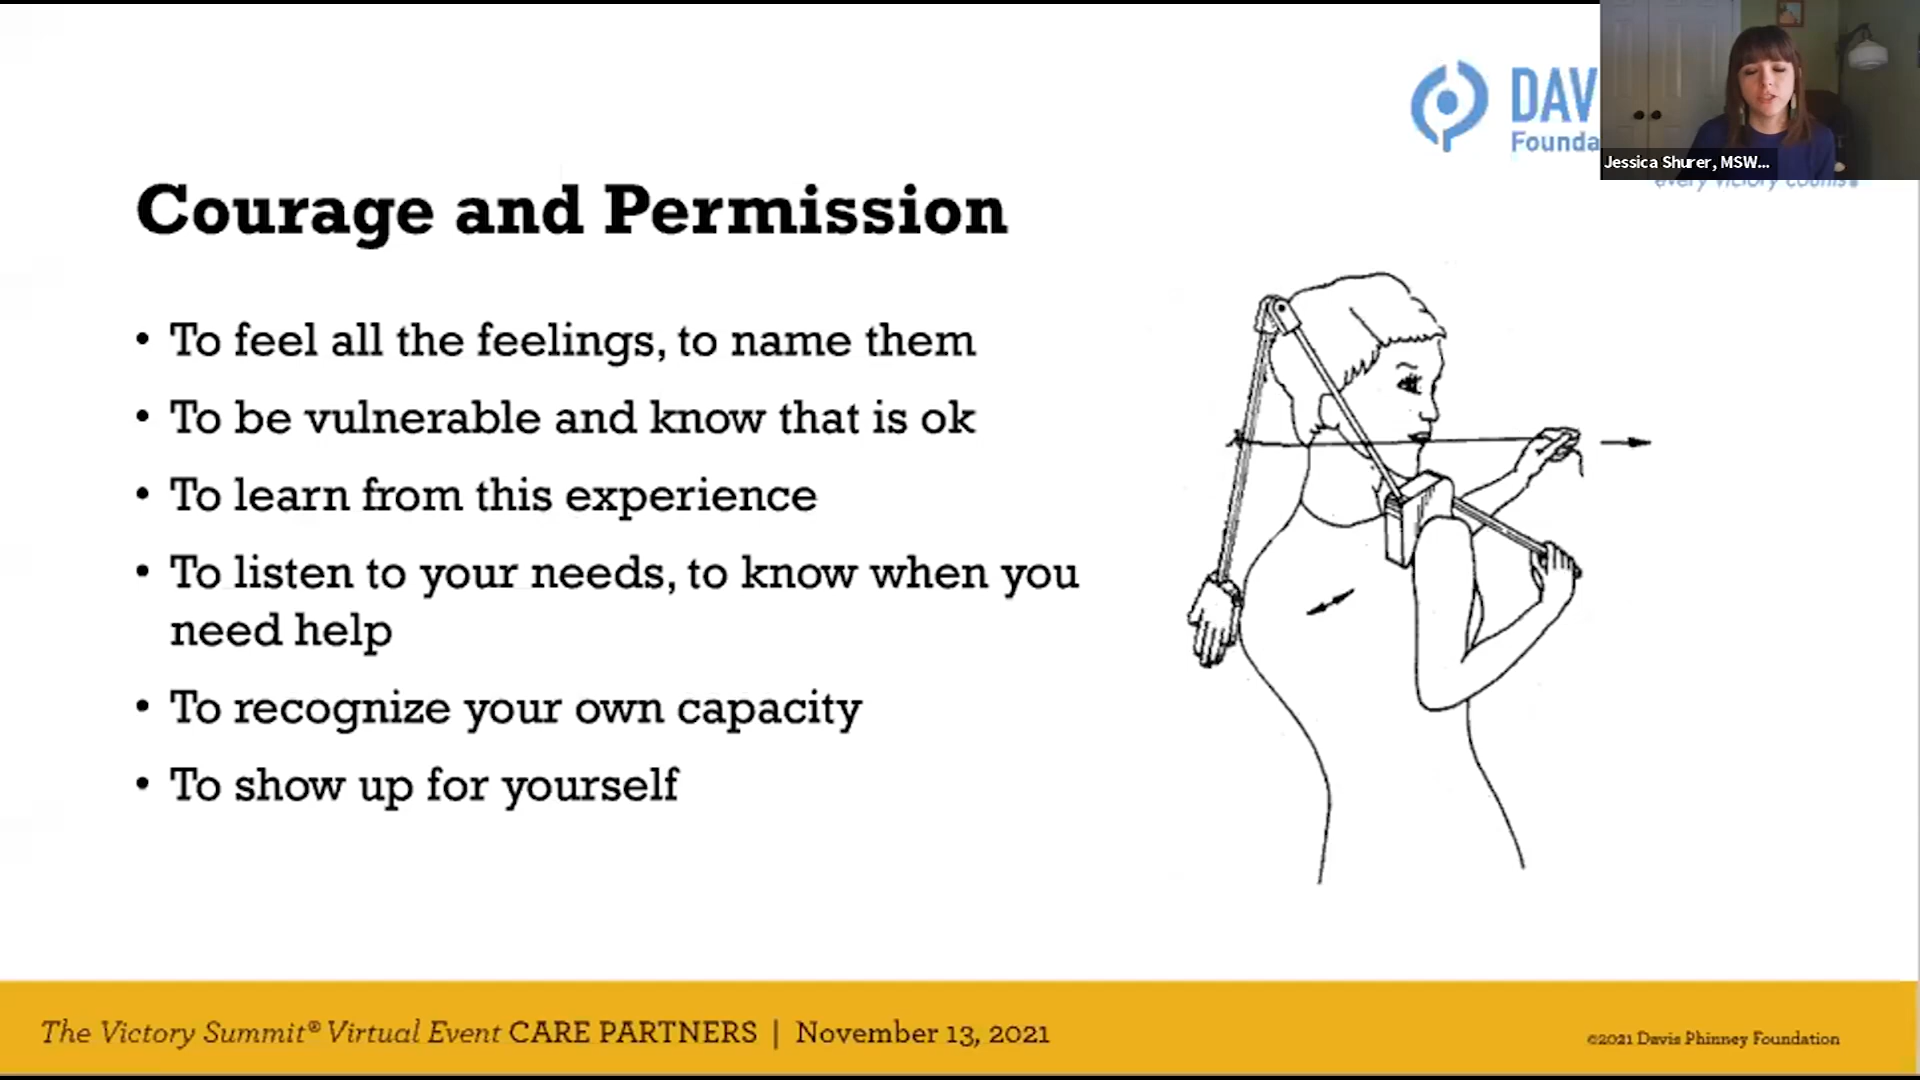 DAV
Founda
Jessica Shurer, MSW...
every victory counts®
Courage and Permission
• To feel all the feelings, to name them
• To be vulnerable and know that is ok
• To learn from this experience
• To listen to your needs, to know when you
need help
• To recognize your own capacity
• To show up for yourself
The Victory Summit® Virtual Event CARE PARTNERS | November 13, 2021
©2021 Davis Phinney Foundation